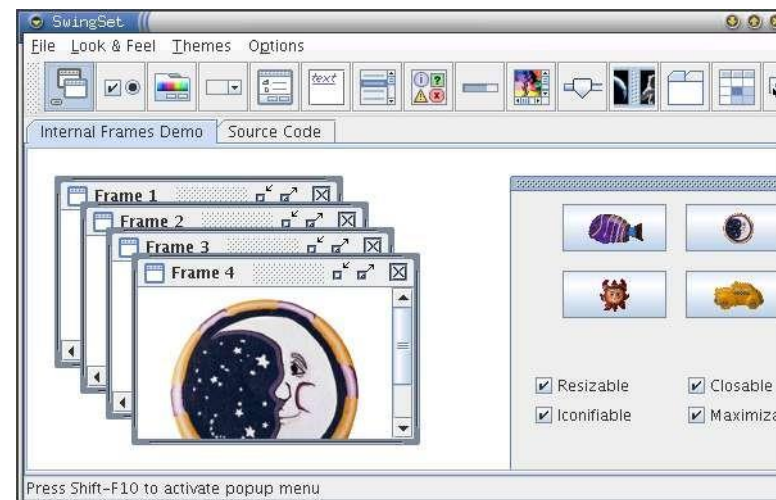 SwingSet
File Look & Feel Themes Options
text
Internal Frames Demo Source Code
Frame 1
Frame 2
Frame 3
Frame 4
Resizable Closable
Iconifiable Maximiza
Press Shift-F10 to activate popup menu